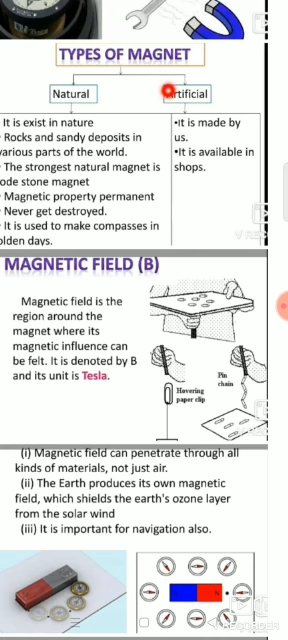 TYPES OF MAGNET
Natural
It is exist in nature
• Rocks and sandy deposits in
various parts of the world.
• The strongest natural magnet is
ode stone magnet
• Magnetic property permanent
• Never get destroyed.
• It is used to make compasses in
olden days.
rtificial
•It is made by
us.
•It is available in
shops.
MAGNETIC FIELD (B)
Magnetic field is the
region around the
magnet where its
magnetic influence can
be felt. It is denoted by B
and its unit is Tesla.
Pin
chain
Hovering
paper clip
(i) Magnetic field can penetrate through all
kinds of materials, not just air.
(ii) The Earth produces its own magnetic
field, which shields the earth's ozone layer
from the solar wind
(iii) It is important for navigation also.